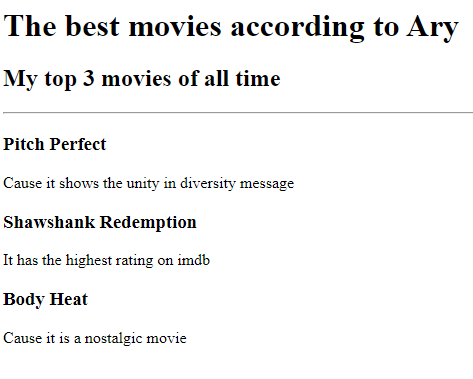 The best movies according to Ary
My top 3 movies of all time
Pitch Perfect
Cause it shows the unity in diversity message
Shawshank Redemption
It has the highest rating on imdb
Body Heat
Cause it is a nostalgic movie